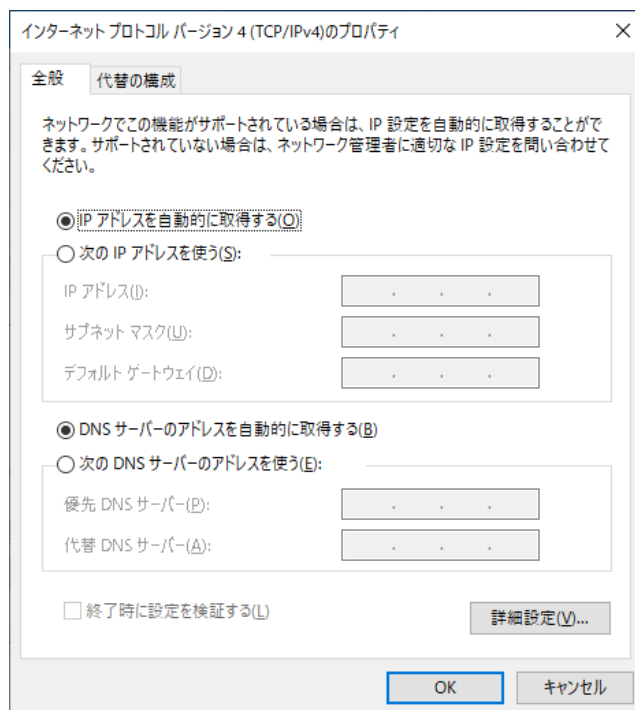 インターネット プロトコル バージョン 4 (TCP/IPv4)のプロパティ
全般
代替の構成
ネットワークでこの機能がサポートされている場合は、IP 設定を自動的に取得することがで
きます。サポートされていない場合は、ネットワーク管理者に適切な IP 設定を問い合わせて
ください。
IP アドレスを自動的に取得する(O)
次の IP アドレスを使う(S):
IP アドレス(I):
サブネット マスク(U):
デフォルト ゲートウェイ(D):
DNS サーバーのアドレスを自動的に取得する(B)
次の DNS サーバーのアドレスを使う(E):
優先 DNS サーバー(P):
代替 DNS サーバー(A):
終了時に設定を検証する(L)
詳細設定(V)...
OK
キャンセル